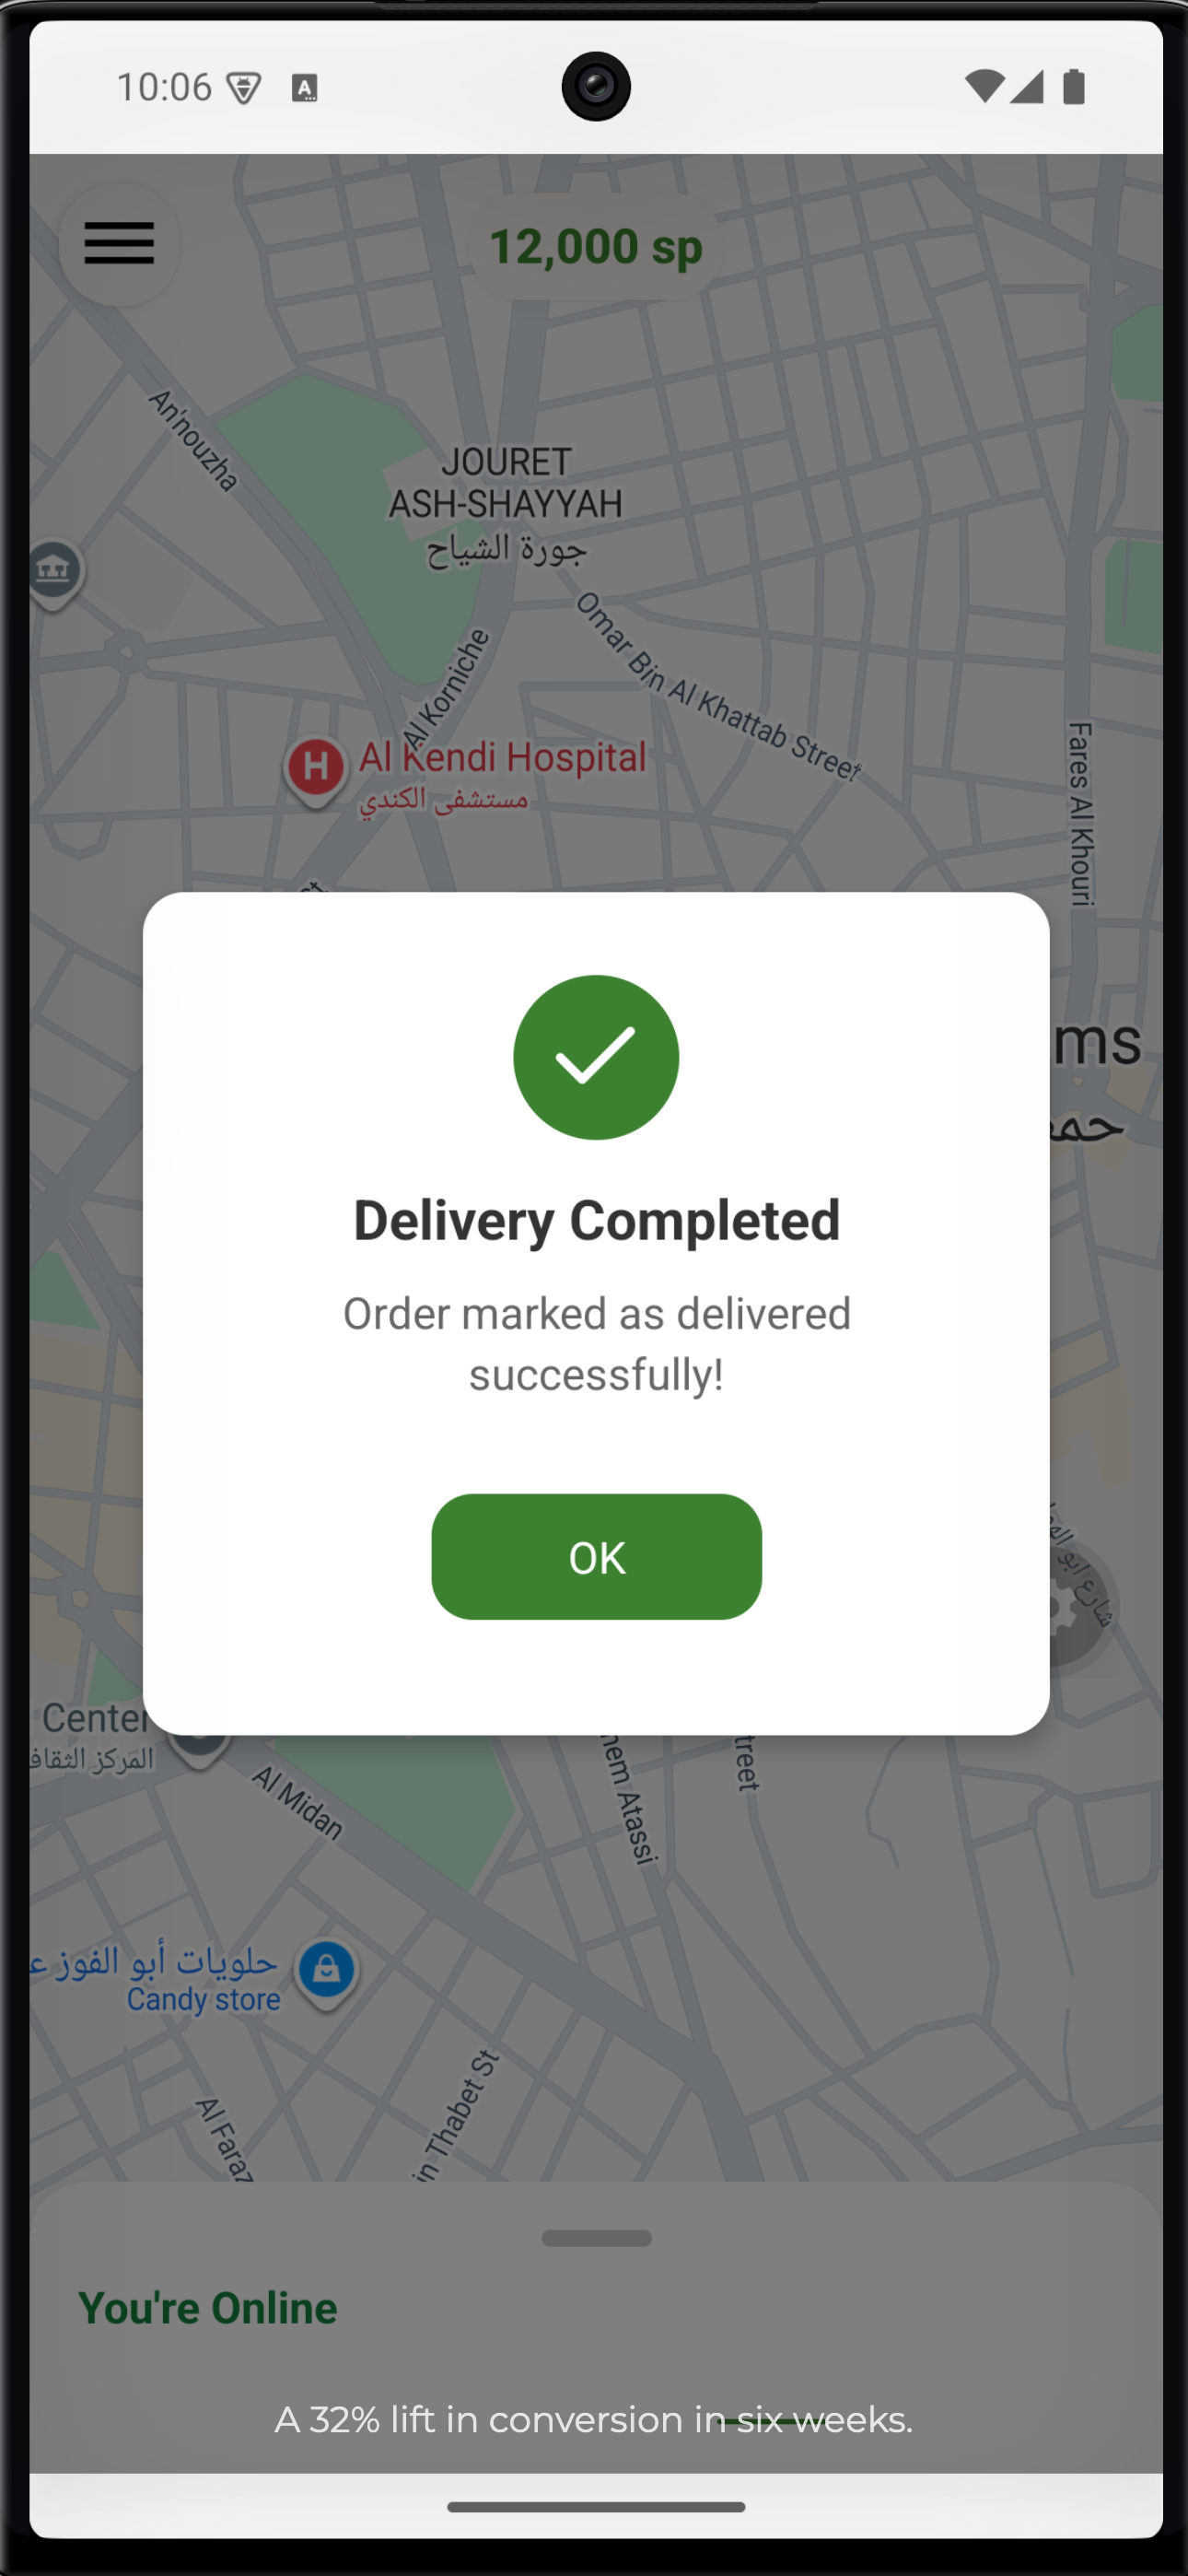 10:06
12,000 sp
An'nouzha
JOURET
ASH-SHAYYAH
جورة الشياح
Omar Bin Al Khattab Street
Al Korniche
Al Kendi Hospital
مستشفى الكندي
Fares Al Khouri
Delivery Completed
Order marked as delivered
successfully!
OK
Center
Al Midan
Atassi
حلويات أبو الفوز
Candy store
Thabet St
You're Online
A 32% lift in conversion in six weeks.